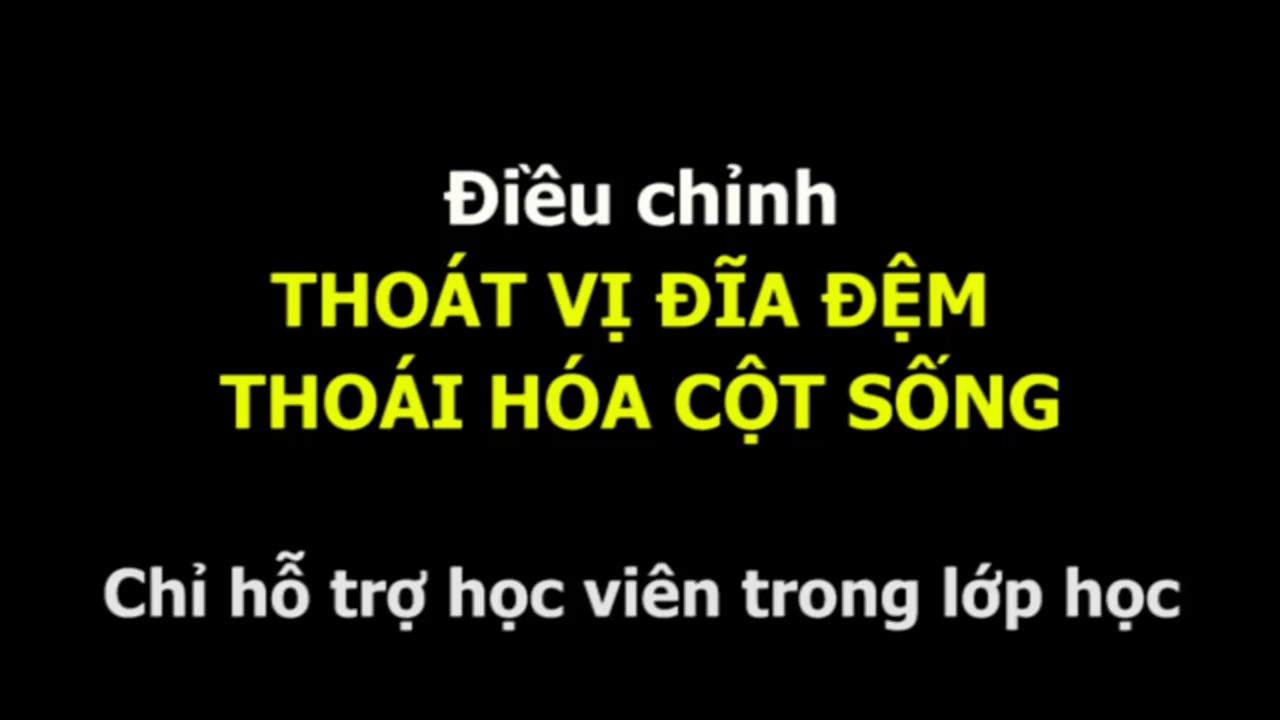 Điều chỉnh
THOÁT VỊ ĐĨA ĐỆM
THOÁI HÓA CỘT SỐNG
Chỉ hỗ trợ học viên trong lớp học